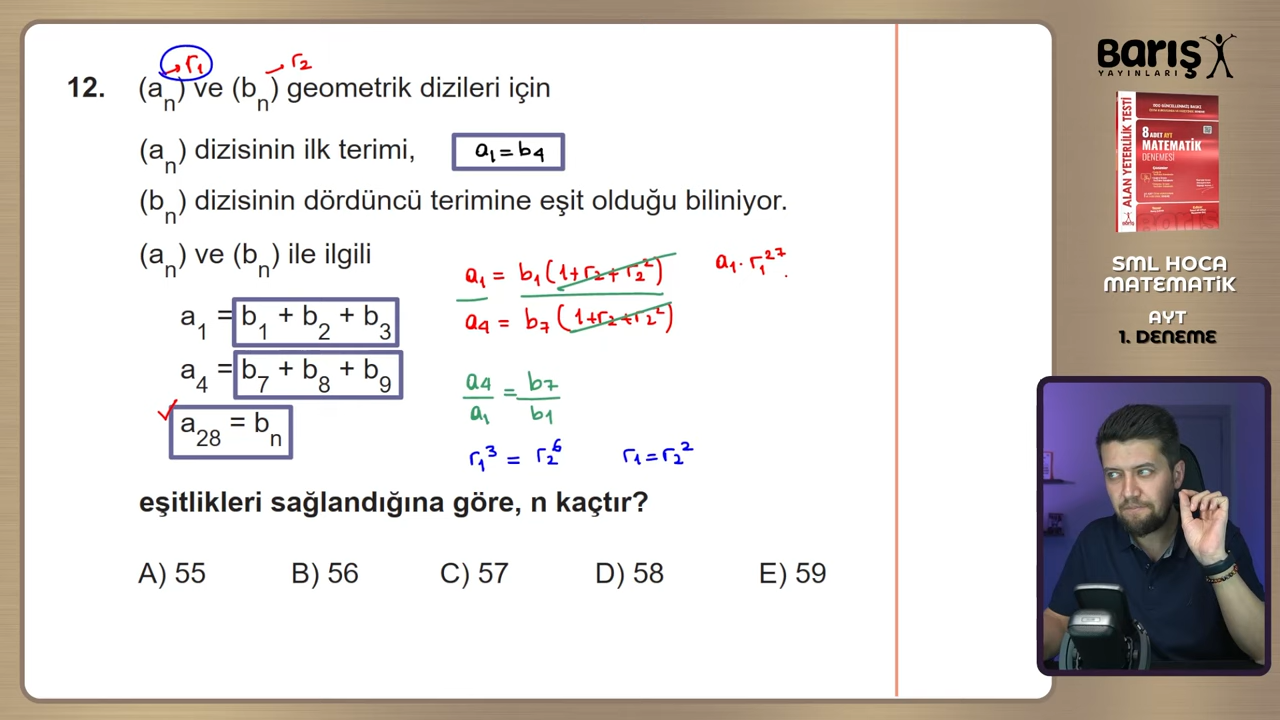 12. (aₙ) ve (bₙ) geometrik dizileri için
r₁
r₂
(aₙ) dizisinin ilk terimi,
a₁ = b₄
(bₙ) dizisinin dördüncü terimine eşit olduğu biliniyor.
(aₙ) ve (bₙ) ile ilgili
a₁ = b₁ + b₂ + b₃
a₄ = b₇ + b₈ + b₉
a₂₈ = bₙ
a₁ = b₁(1+r₂+r₂²)
a₄ = b₇(1+r₂+r₂²)
a₁·r₁²⁷
a₄/a₁ = b₇/b₁
r₁³ = r₂⁶
r₁ = r₂²
eşitlikleri sağlandığına göre, n kaçtır?
A) 55 B) 56 C) 57 D) 58 E) 59
Barış
YAYINLARI
ALAN YETERLİLİK TESTİ
8 ADET AYT
MATEMATİK
DENEMESİ
SML HOCA
MATEMATİK
AYT
1. DENEME